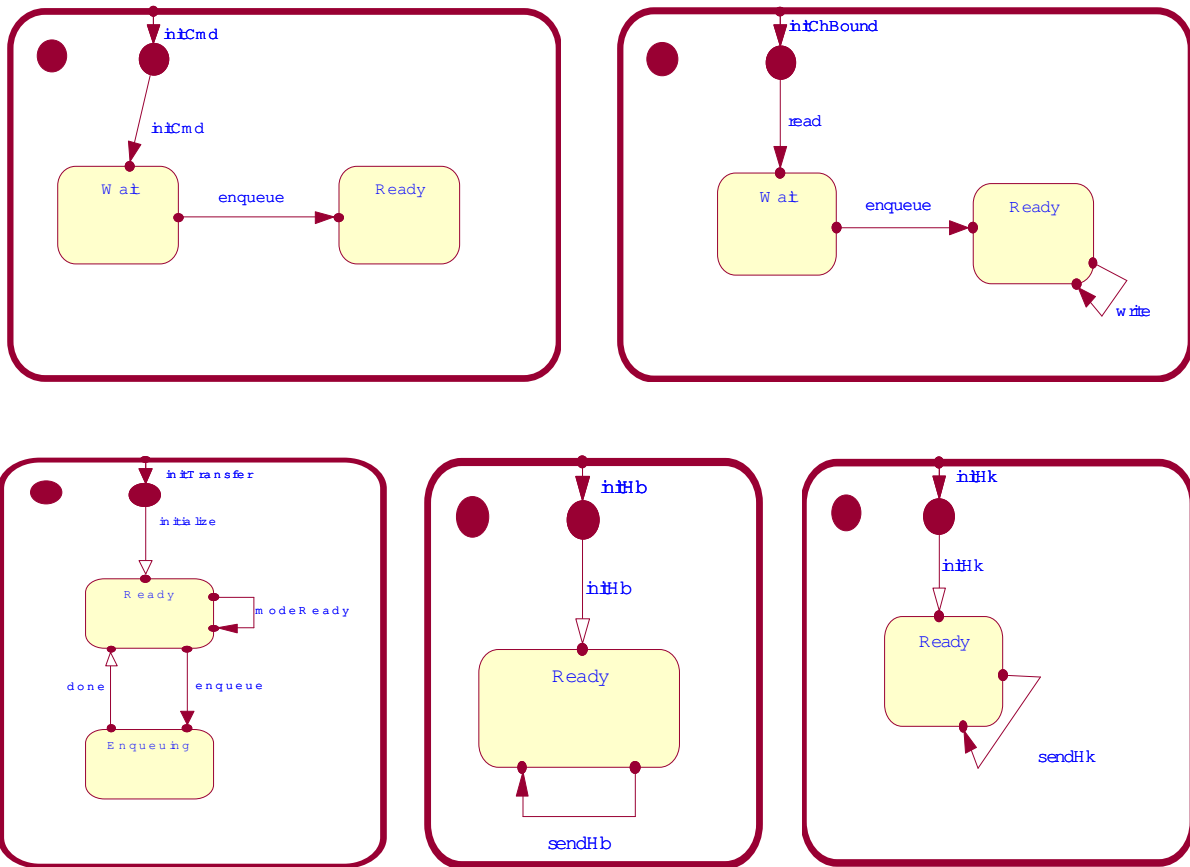 initCmd
initCmd
Wait
enqueue
Ready
initChBound
read
Wait
enqueue
Ready
write
initTransfer
initialize
Ready
modeReady
done
enqueue
Enqueuing
initHb
initHb
Ready
sendHb
initHk
initHk
Ready
sendHk